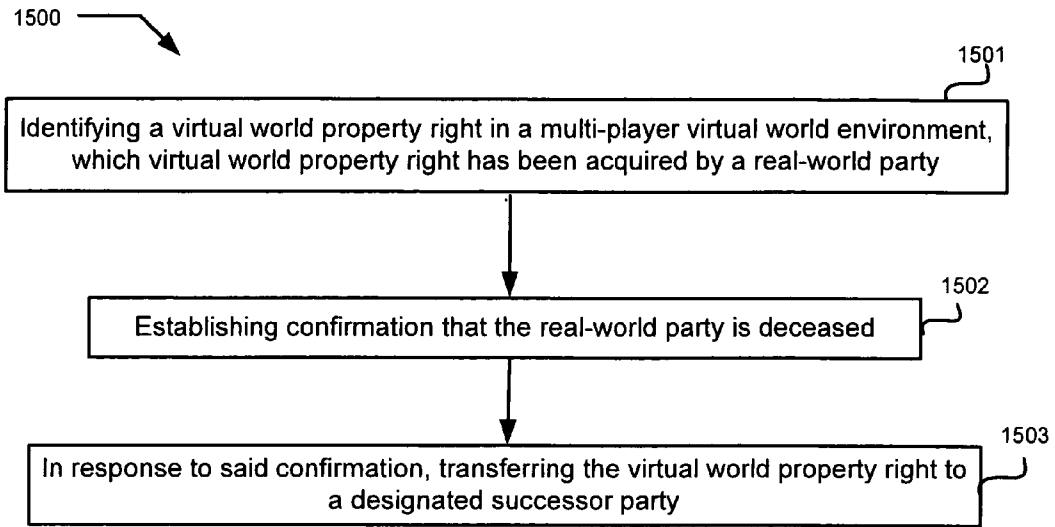 1500
1501
Identifying a virtual world property right in a multi-player virtual world environment,
which virtual world property right has been acquired by a real-world party
1502
Establishing confirmation that the real-world party is deceased
1503
In response to said confirmation, transferring the virtual world property right to
a designated successor party